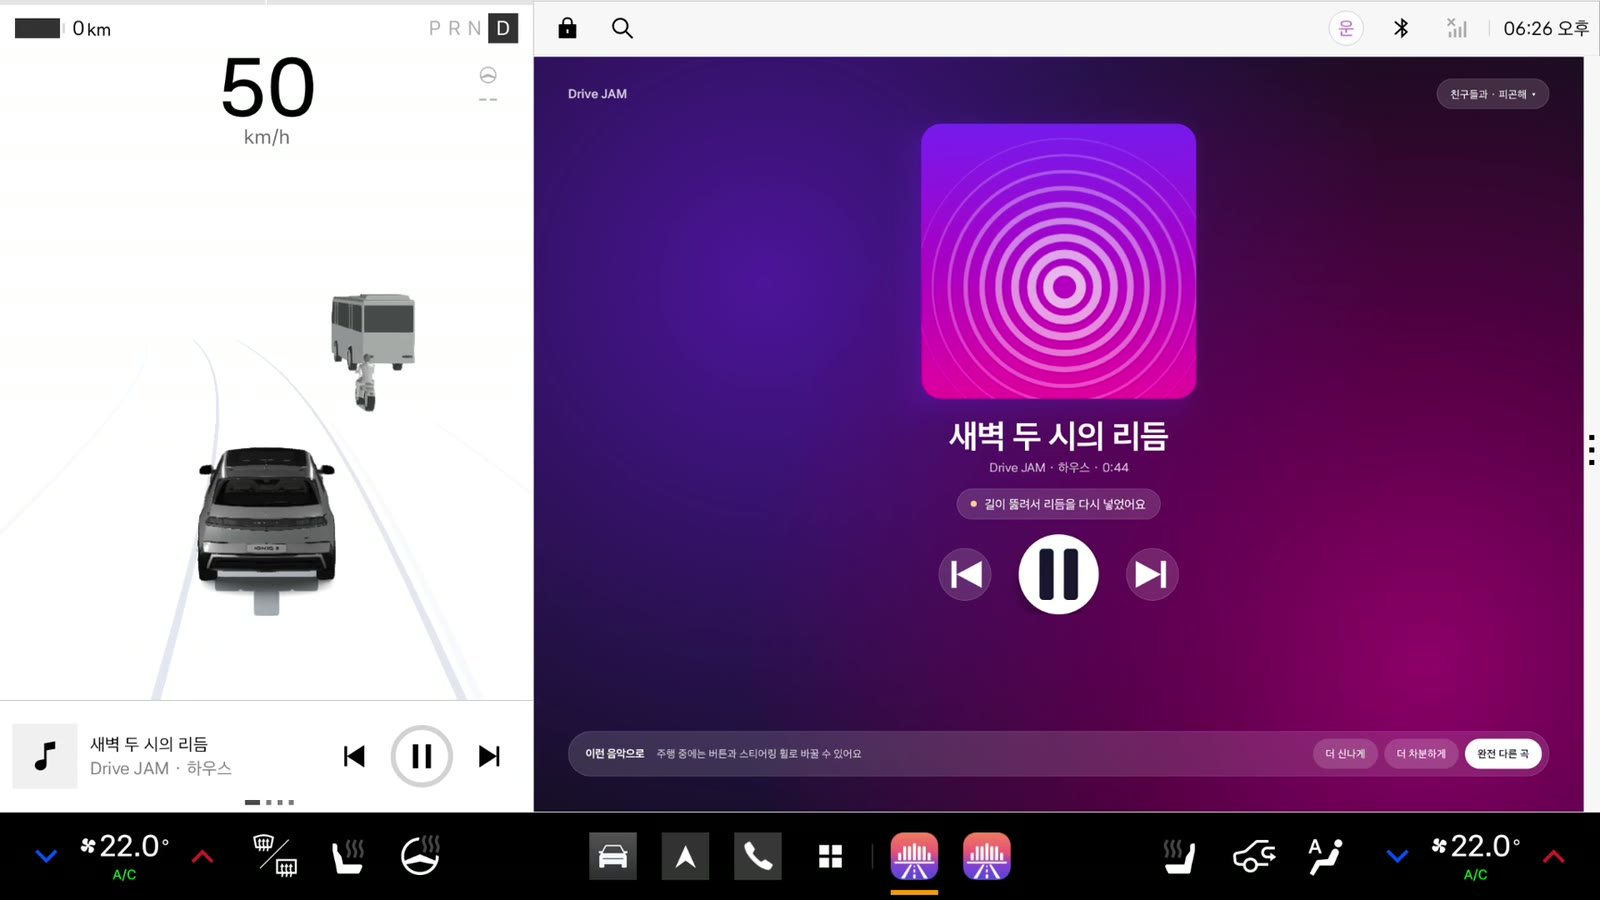 0 km
P R N D
50
km/h
--
운
06:26 오후
Drive JAM
친구들과 · 피곤해
새벽 두 시의 리듬
Drive JAM · 하우스 · 0:44
길이 뚫려서 리듬을 다시 넣었어요
이런 음악으로 주행 중에는 버튼과 스티어링 휠로 바꿀 수 있어요
더 신나게
더 차분하게
완전 다른 곡
IONIQ 5
새벽 두 시의 리듬
Drive JAM · 하우스
22.0°
A/C
A
22.0°
A/C